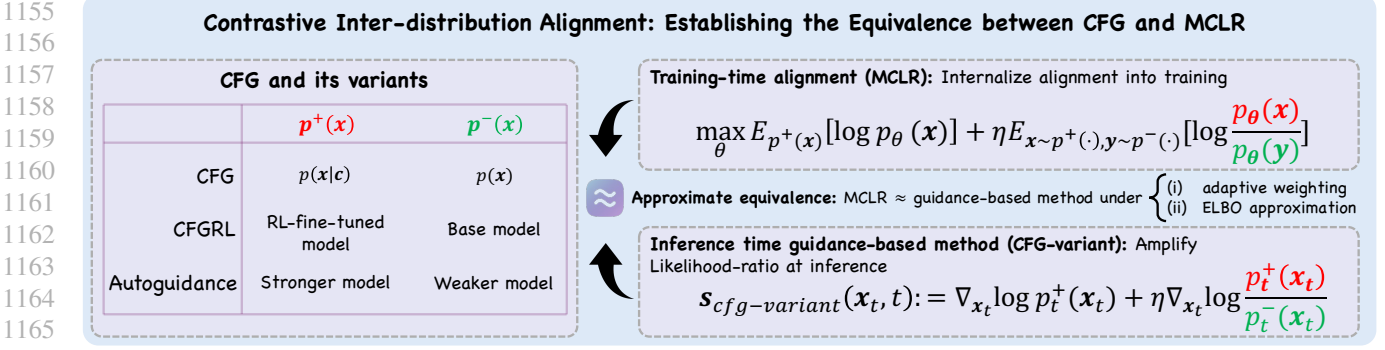 1155
1156
1157
1158
1159
1160
1161
1162
1163
1164
1165
Contrastive Inter-distribution Alignment: Establishing the Equivalence between CFG and MCLR
CFG and its variants
p⁺(x) p⁻(x)
CFG p(x|c) p(x)
CFGRL RL-fine-tuned model Base model
Autoguidance Stronger model Weaker model
Training-time alignment (MCLR): Internalize alignment into training
max_θ E_{p⁺(x)}[log p_θ (x)] + ηE_{x~p⁺(·),y~p⁻(·)}[log p_θ(x)/p_θ(y)]
≈ Approximate equivalence: MCLR ≈ guidance-based method under { (i) adaptive weighting
(ii) ELBO approximation
Inference time guidance-based method (CFG-variant): Amplify
Likelihood-ratio at inference
s_{cfg-variant}(x_t, t): = ∇_{x_t} log p_t⁺(x_t) + η∇_{x_t} log p_t⁺(x_t)/p_t⁻(x_t)